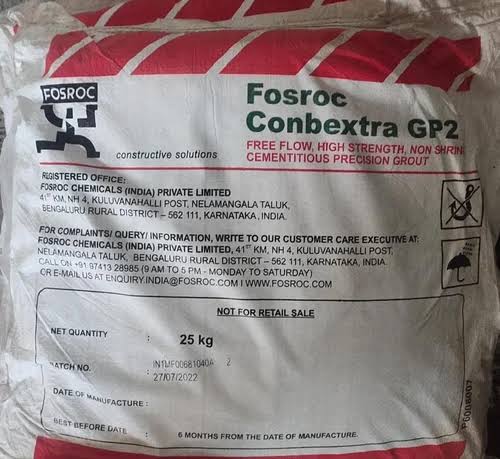 FOSROC
constructive solutions
Fosroc
Conbextra GP2
FREE FLOW, HIGH STRENGTH, NON SHRIN
CEMENTITIOUS PRECISION GROUT
REGISTERED OFFICE:
FOSROC CHEMICALS (INDIA) PRIVATE LIMITED
41ST KM, NH 4, KULUVANAHALLI POST, NELAMANGALA TALUK,
BENGALURU RURAL DISTRICT – 562 111, KARNATAKA, INDIA.
FOR COMPLAINTS/ QUERY/ INFORMATION, WRITE TO OUR CUSTOMER CARE EXECUTIVE AT:
FOSROC CHEMICALS (INDIA) PRIVATE LIMITED, 41ST KM, NH 4, KULUVANAHALLI POST,
NELAMANGALA TALUK, BENGALURU RURAL DISTRICT – 562 111, KARNATAKA, INDIA.
CALL ON +91 97413 28985 (9 AM TO 5 PM - MONDAY TO SATURDAY)
OR E-MAIL US AT ENQUIRY.INDIA@FOSROC.COM I WWW.FOSROC.COM
NOT FOR RETAIL SALE
NET QUANTITY : 25 kg
BATCH NO. : 2
27/07/2022
DATE OF MANUFACTURE :
BEST BEFORE DATE : 6 MONTHS FROM THE DATE OF MANUFACTURE.